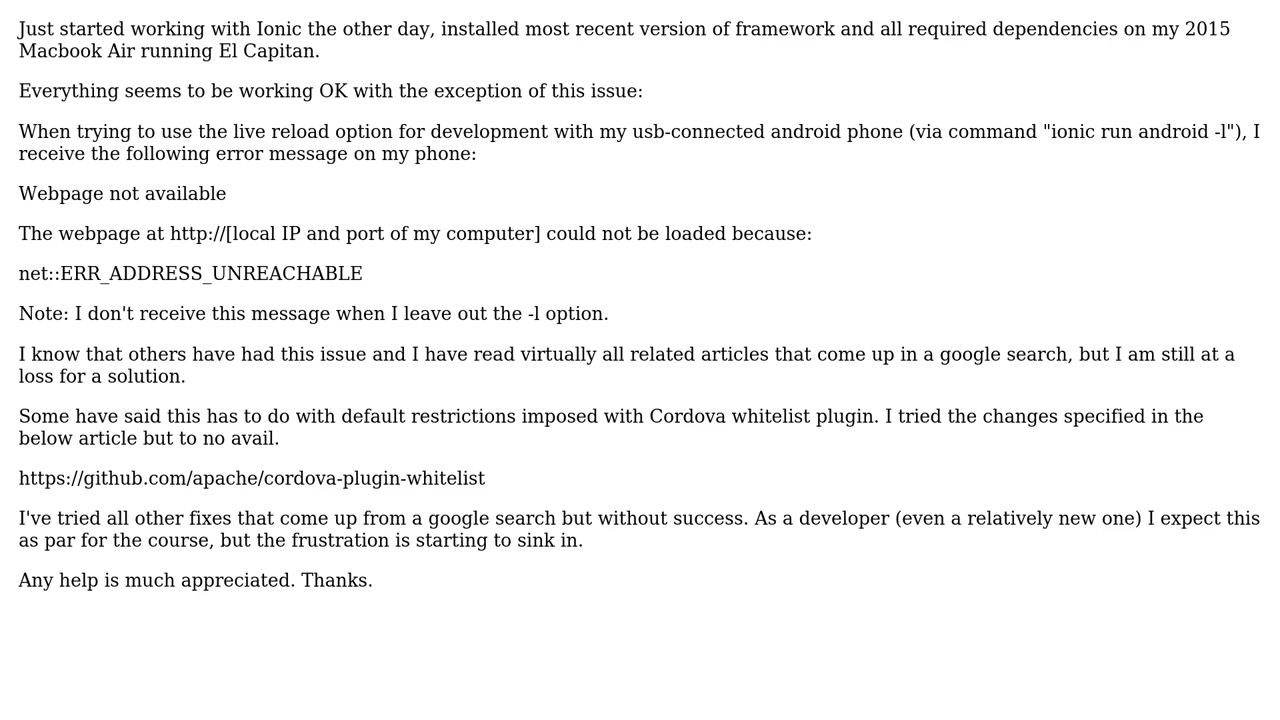 Just started working with Ionic the other day, installed most recent version of framework and all required dependencies on my 2015
Macbook Air running El Capitan.
Everything seems to be working OK with the exception of this issue:
When trying to use the live reload option for development with my usb-connected android phone (via command "ionic run android -l"), I
receive the following error message on my phone:
Webpage not available
The webpage at http://[local IP and port of my computer] could not be loaded because:
net::ERR_ADDRESS_UNREACHABLE
Note: I don't receive this message when I leave out the -l option.
I know that others have had this issue and I have read virtually all related articles that come up in a google search, but I am still at a
loss for a solution.
Some have said this has to do with default restrictions imposed with Cordova whitelist plugin. I tried the changes specified in the
below article but to no avail.
https://github.com/apache/cordova-plugin-whitelist
I've tried all other fixes that come up from a google search but without success. As a developer (even a relatively new one) I expect this
as par for the course, but the frustration is starting to sink in.
Any help is much appreciated. Thanks.